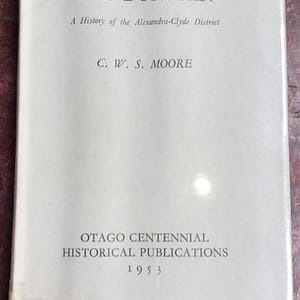 A History of the Alexandra-Clyde District
C. W. S. MOORE
OTAGO CENTENNIAL
HISTORICAL PUBLICATIONS
1953